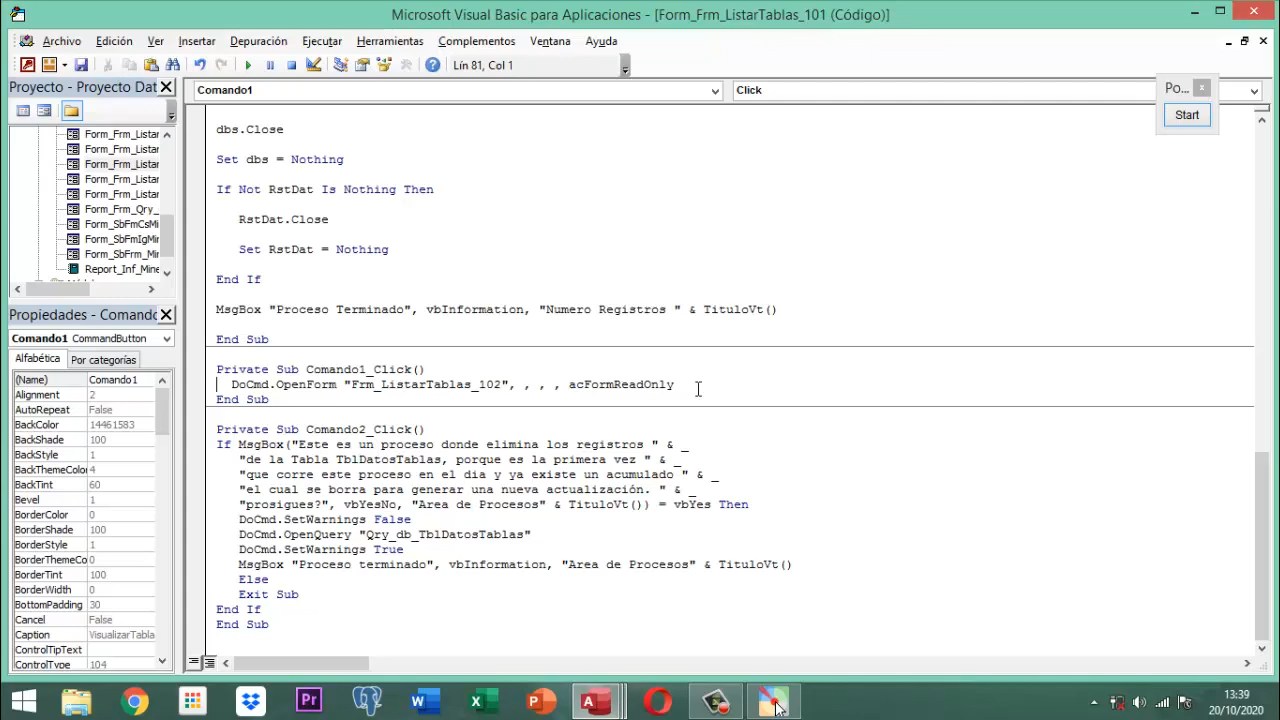 Microsoft Visual Basic para Aplicaciones - [Form_Frm_ListarTablas_101 (Código)]
Archivo Edición Ver Insertar Depuración Ejecutar Herramientas Complementos Ventana Ayuda
Lín 81, Col 1
Proyecto - Proyecto Dat
Form_Frm_Listar
Form_Frm_Listar
Form_Frm_Listar
Form_Frm_Listar
Form_Frm_Listar
Form_Frm_Qry_
Form_SbFmCsMi
Form_SbFmIgMir
Form_SbFrm_Mi
Report_Inf_Mine
Propiedades - Comando
Comando1 CommandButton
Alfabética Por categorías
(Name) Comando1
Alignment 2
AutoRepeat False
BackColor 14461583
BackShade 100
BackStyle 1
BackThemeColor 4
BackTint 60
Bevel 1
BorderColor 0
BorderShade 100
BorderStyle 1
BorderThemeCo 0
BorderTint 100
BorderWidth 0
BottomPadding 30
Cancel False
Caption VisualizarTabla
ControlTipText
ControlType 104
Comando1 Click
Po...
Start
dbs.Close
Set dbs = Nothing
If Not RstDat Is Nothing Then
RstDat.Close
Set RstDat = Nothing
End If
MsgBox "Proceso Terminado", vbInformation, "Numero Registros " & TituloVt()
End Sub
Private Sub Comando1_Click()
DoCmd.OpenForm "Frm_ListarTablas_102", , , , acFormReadOnly
End Sub
Private Sub Comando2_Click()
If MsgBox("Este es un proceso donde elimina los registros " & _
"de la Tabla TblDatosTablas, porque es la primera vez " & _
"que corre este proceso en el dia y ya existe un acumulado " & _
"el cual se borra para generar una nueva actualización. " & _
"prosigues?", vbYesNo, "Area de Procesos" & TituloVt()) = vbYes Then
DoCmd.SetWarnings False
DoCmd.OpenQuery "Qry_db_TblDatosTablas"
DoCmd.SetWarnings True
MsgBox "Proceso terminado", vbInformation, "Area de Procesos" & TituloVt()
Else
Exit Sub
End If
End Sub
13:39
20/10/2020